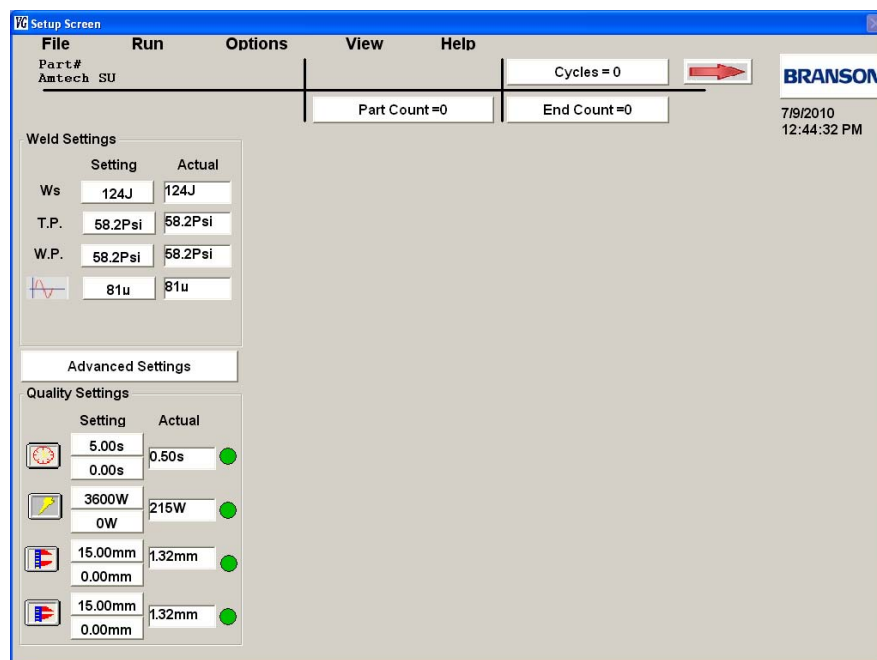 VG Setup Screen
File Run Options View Help
Part#
Amtech SU
Cycles = 0
Part Count =0 End Count =0
BRANSON
7/9/2010
12:44:32 PM
Weld Settings
Setting Actual
Ws 124J 124J
T.P. 58.2Psi 58.2Psi
W.P. 58.2Psi 58.2Psi
81u 81u
Advanced Settings
Quality Settings
Setting Actual
5.00s
0.50s
0.00s
3600W
215W
0W
15.00mm
1.32mm
0.00mm
15.00mm
1.32mm
0.00mm